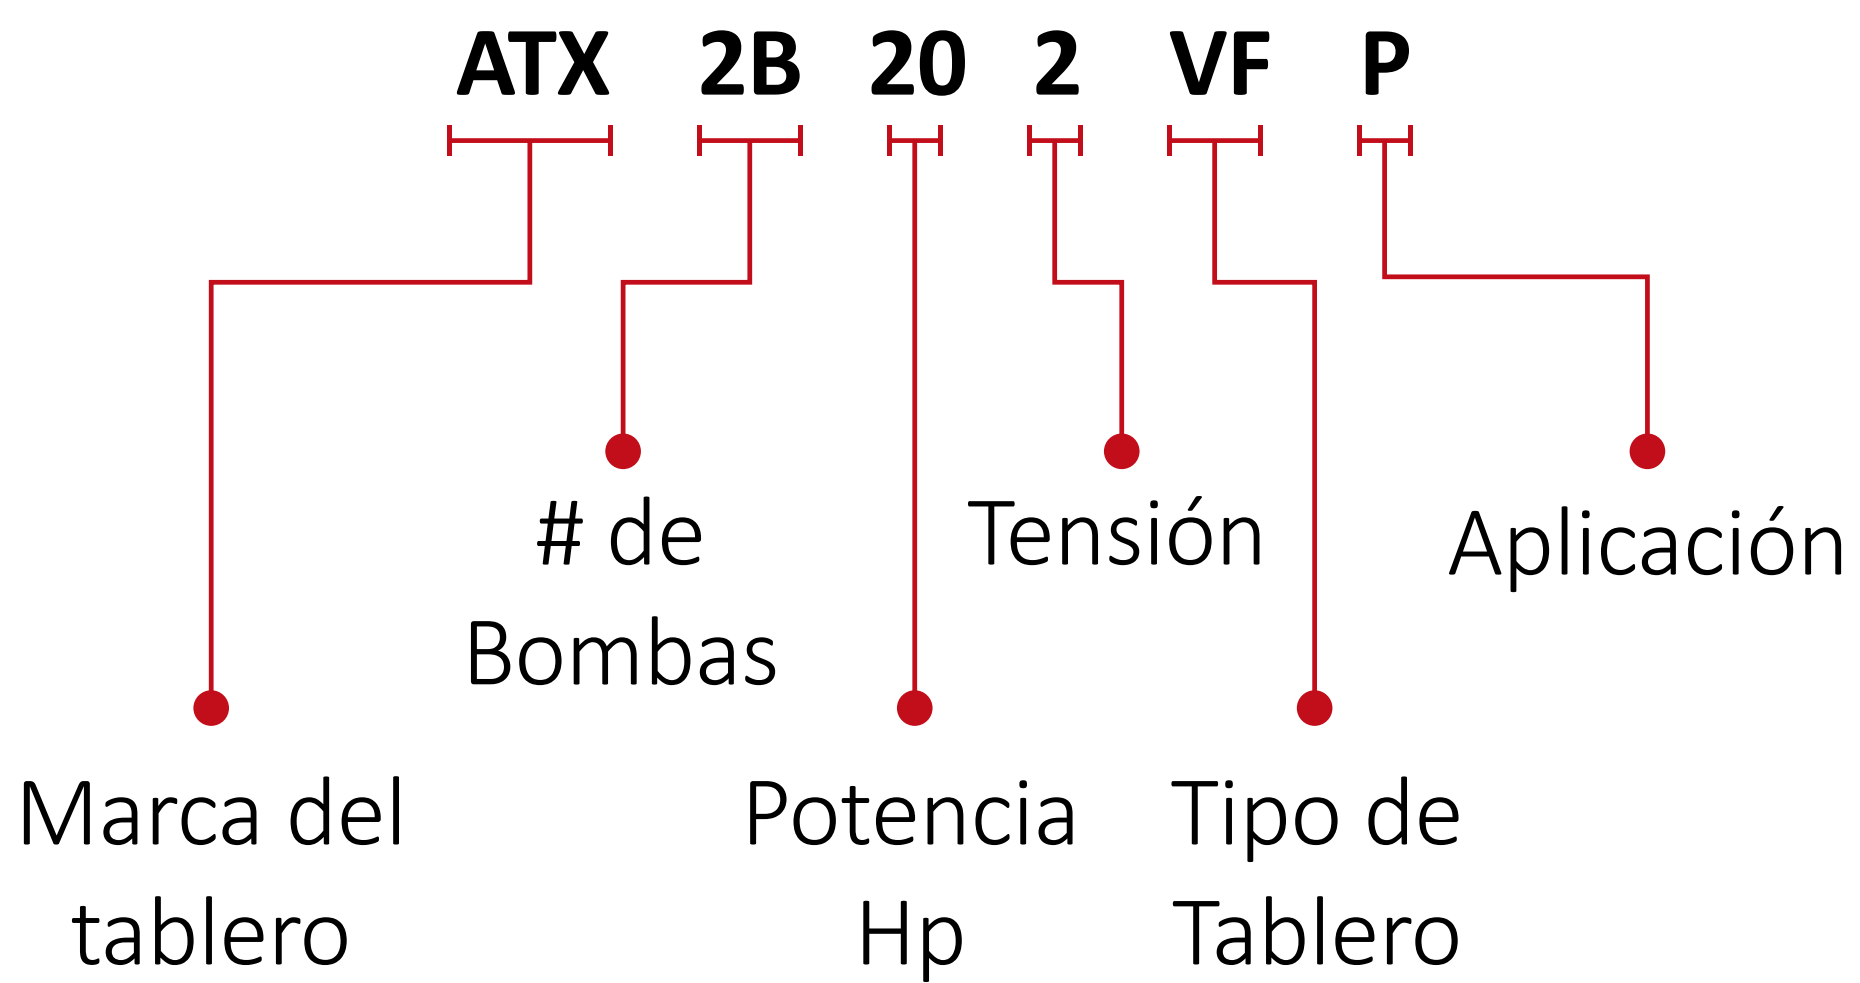 ATX 2B 20 2 VF P
# de
Bombas
Tensión
Aplicación
Marca del
tablero
Potencia
Hp
Tipo de
Tablero